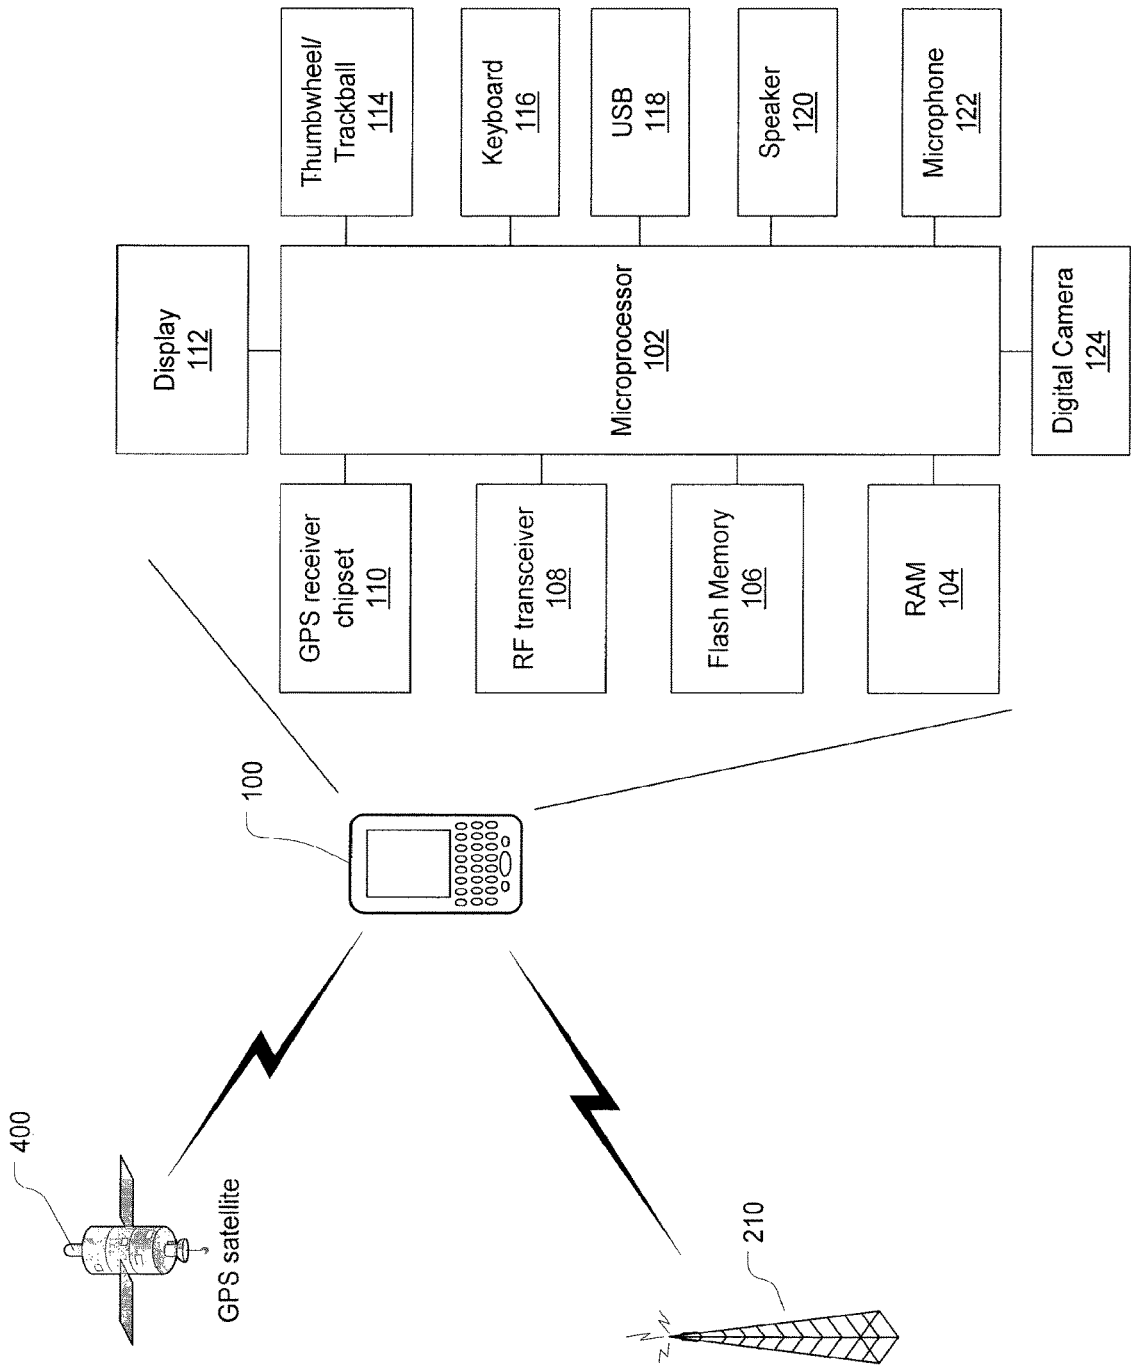 400
GPS satellite
210
100
GPS receiver
chipset
110
RF transceiver
108
Flash Memory
106
RAM
104
Display
112
Microprocessor
102
Digital Camera
124
Thumbwheel/
Trackball
114
Keyboard
116
USB
118
Speaker
120
Microphone
122